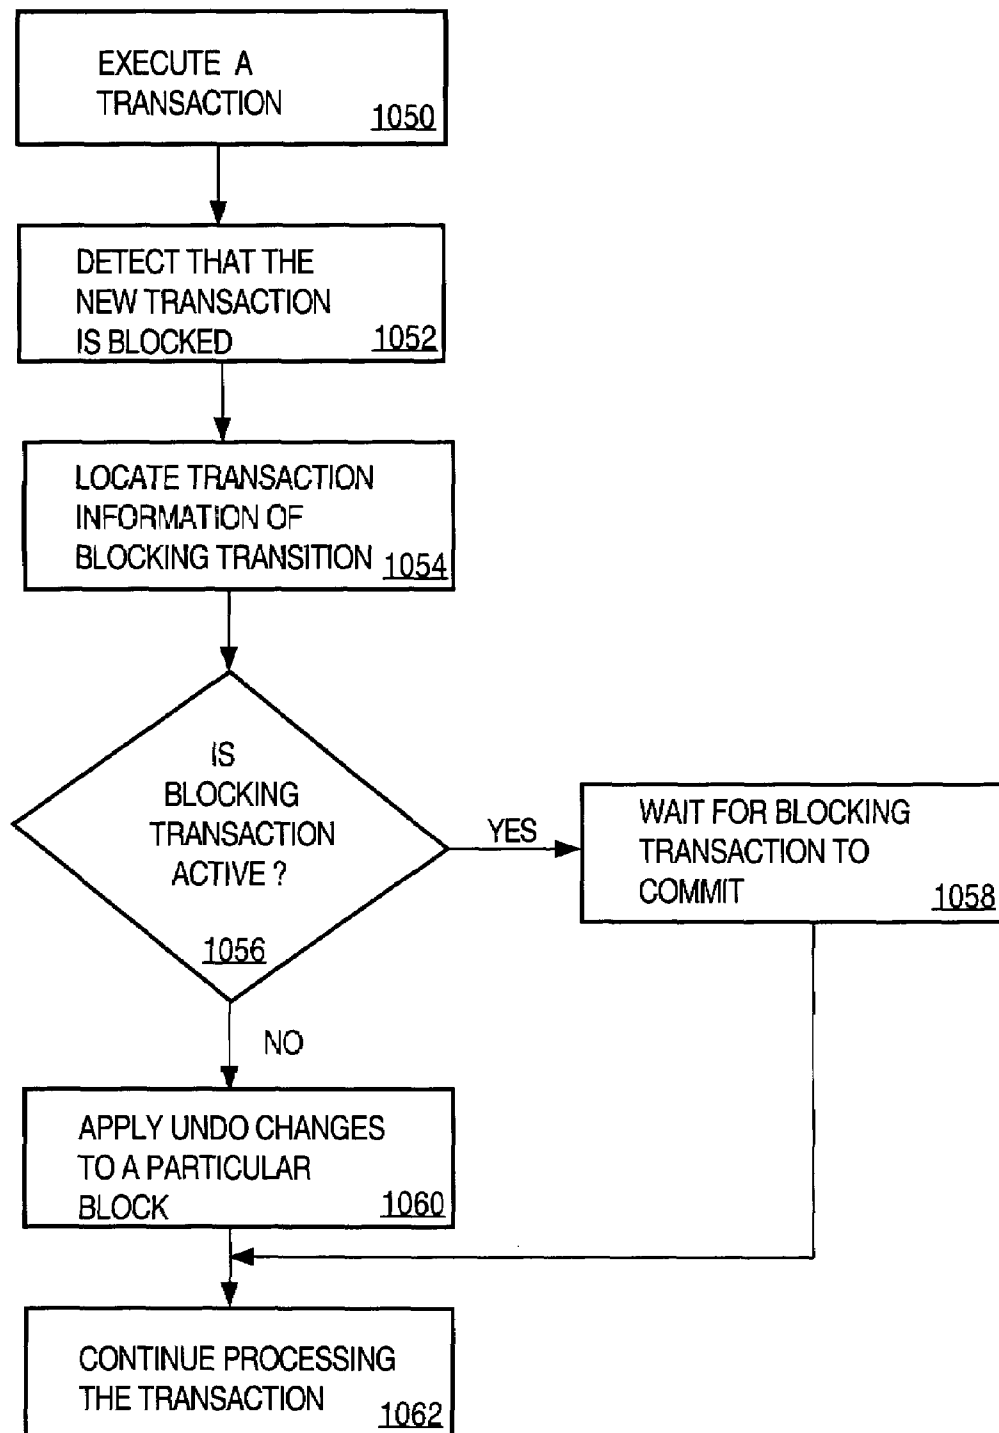 EXECUTE A
TRANSACTION
1050
DETECT THAT THE
NEW TRANSACTION
IS BLOCKED
1052
LOCATE TRANSACTION
INFORMATION OF
BLOCKING TRANSITION
1054
IS
BLOCKING
TRANSACTION
ACTIVE ?
1056
YES
WAIT FOR BLOCKING
TRANSACTION TO
COMMIT
1058
NO
APPLY UNDO CHANGES
TO A PARTICULAR
BLOCK
1060
CONTINUE PROCESSING
THE TRANSACTION
1062